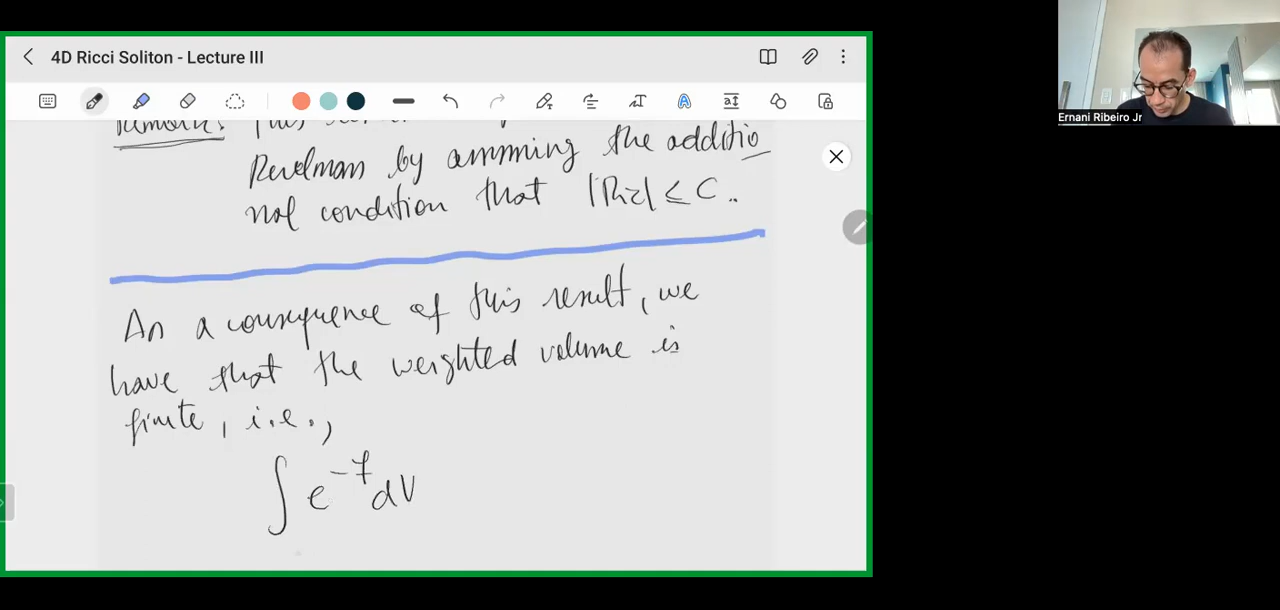 4D Ricci Soliton - Lecture III
Ernani Ribeiro Jr
Remark: This
Perelman by assuming the additio
nal condition that |Ric| ≤ C.
As a consequence of this result, we
have that the weighted volume is
finite, i.e.,
∫ e^{-f} dV